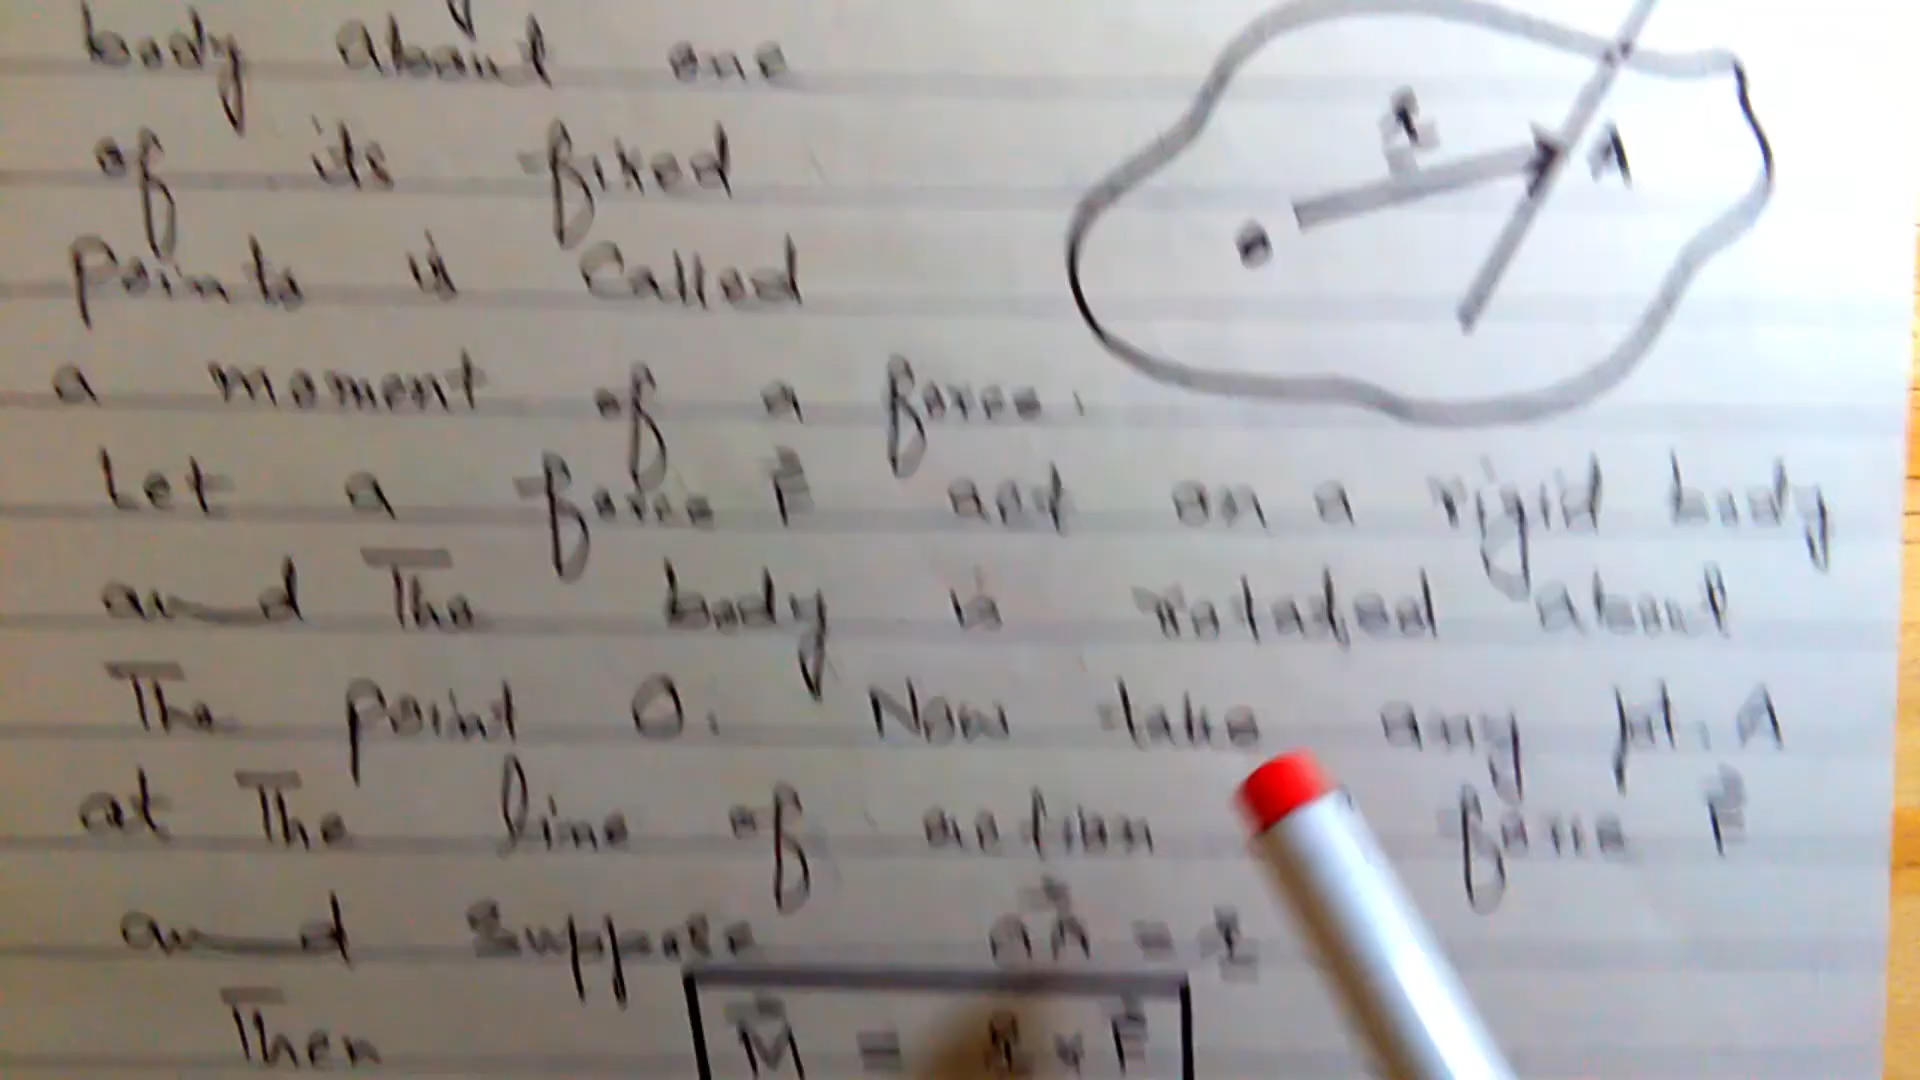 body about one
of its fixed
points is called
a moment of a force.
Let a force F⃗ act on a rigid body
and The body is rotated about
The point O. Now take any pt. A
at The line of action force F⃗
and suppose OA⃗ = r
Then M⃗ = r × F⃗
r
A
O